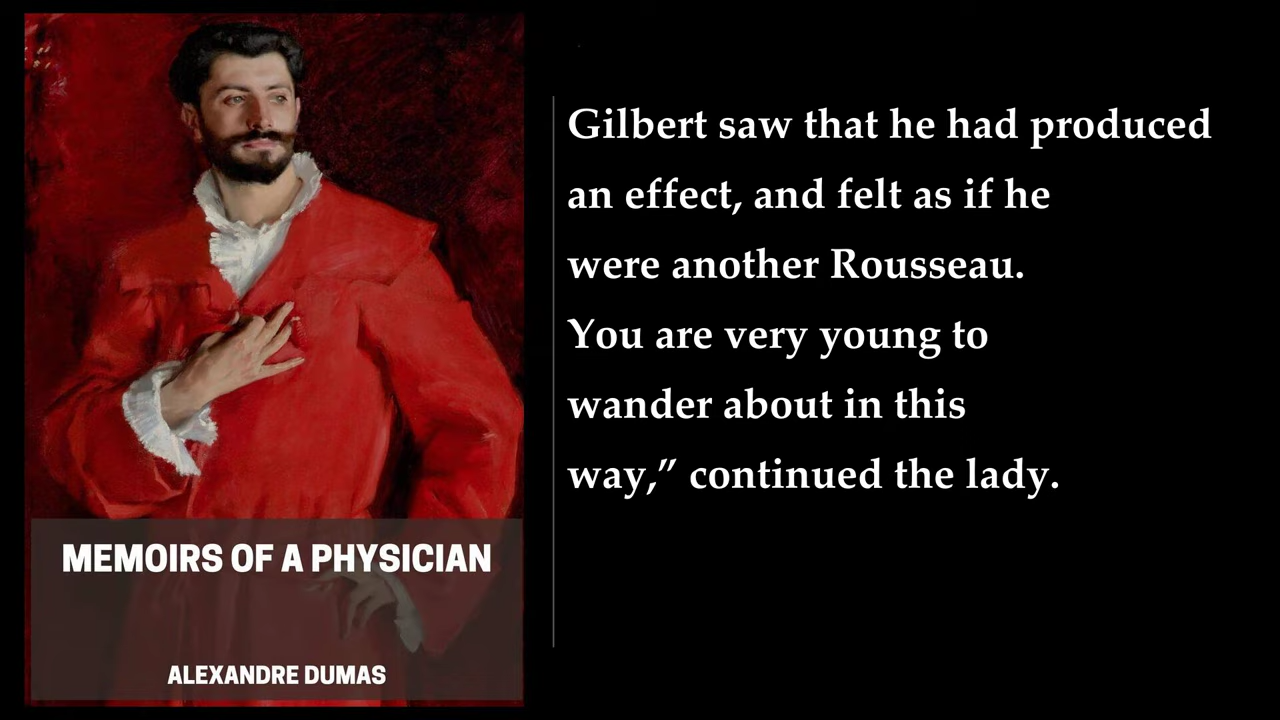 Gilbert saw that he had produced
an effect, and felt as if he
were another Rousseau.
You are very young to
wander about in this
way,” continued the lady.
MEMOIRS OF A PHYSICIAN
ALEXANDRE DUMAS